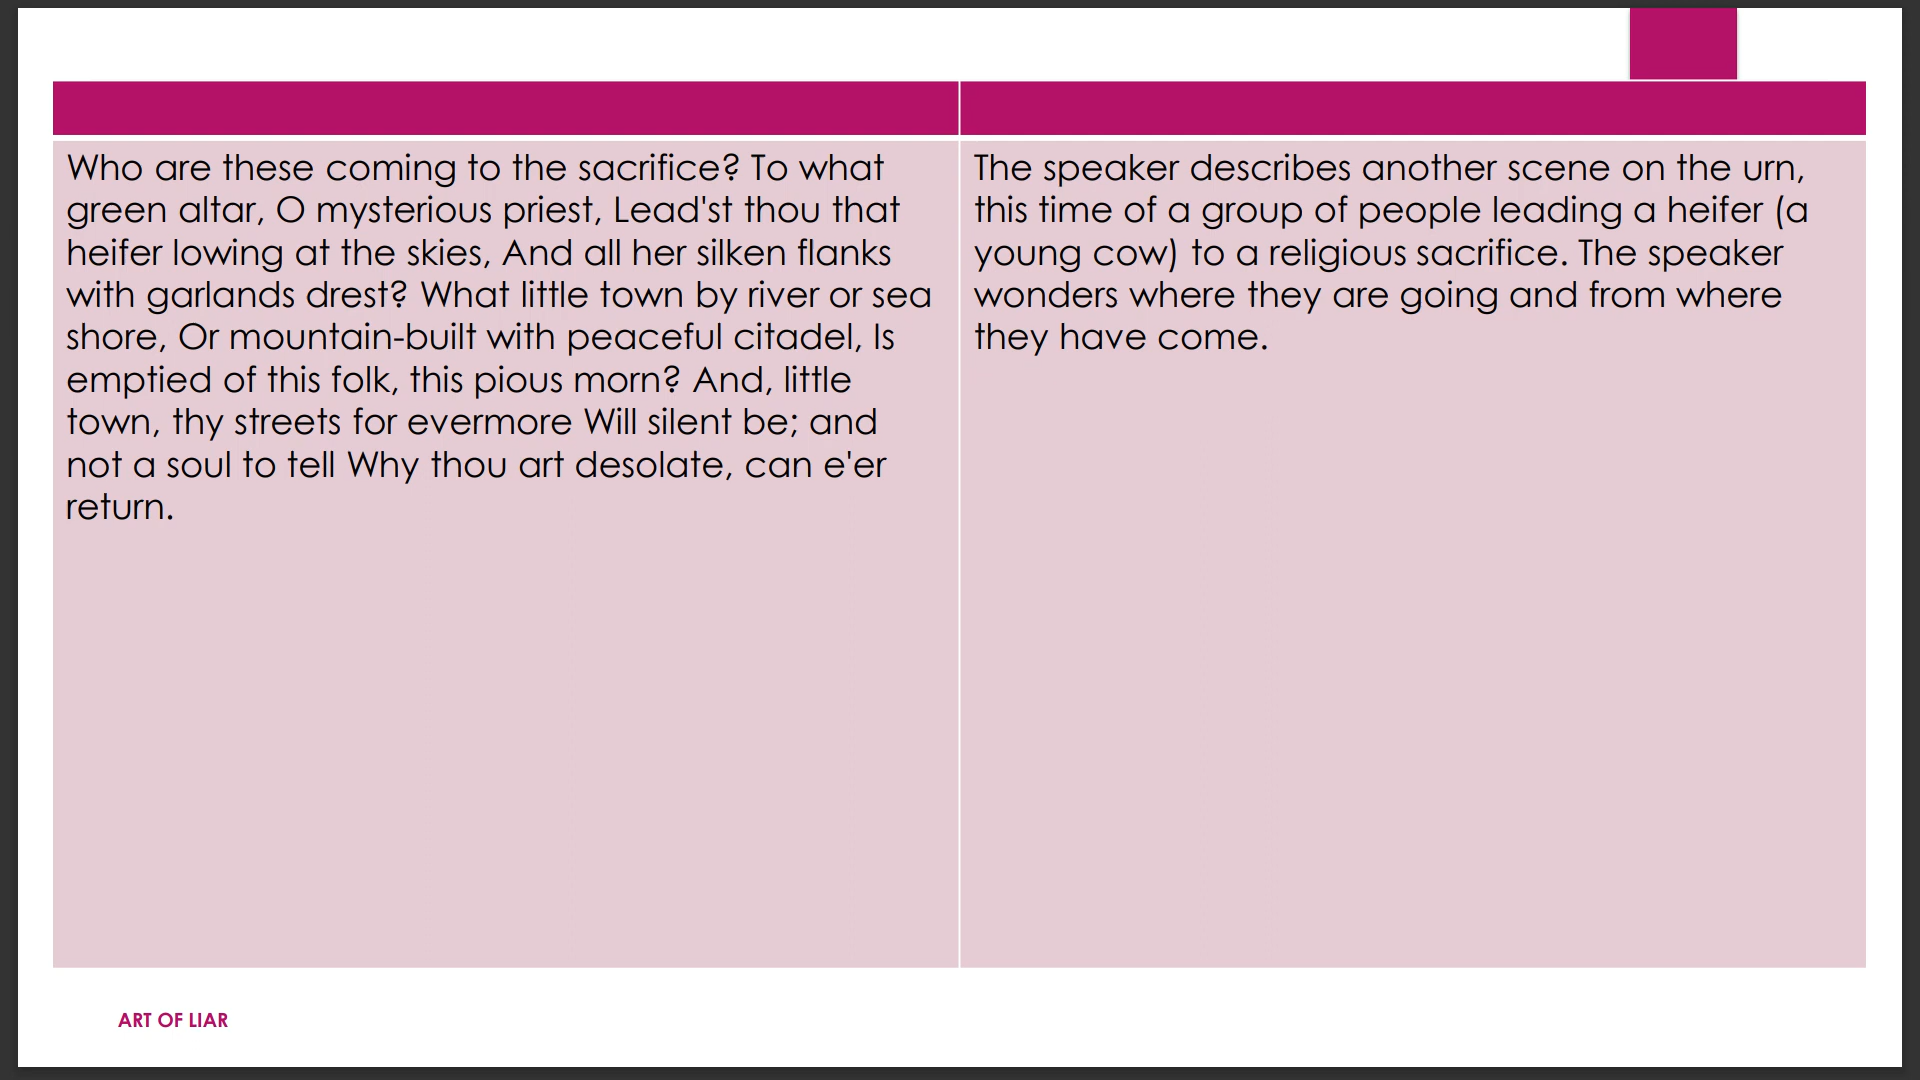 Who are these coming to the sacrifice? To what
green altar, O mysterious priest, Lead'st thou that
heifer lowing at the skies, And all her silken flanks
with garlands drest? What little town by river or sea
shore, Or mountain-built with peaceful citadel, Is
emptied of this folk, this pious morn? And, little
town, thy streets for evermore Will silent be; and
not a soul to tell Why thou art desolate, can e'er
return.
The speaker describes another scene on the urn,
this time of a group of people leading a heifer (a
young cow) to a religious sacrifice. The speaker
wonders where they are going and from where
they have come.
ART OF LIAR